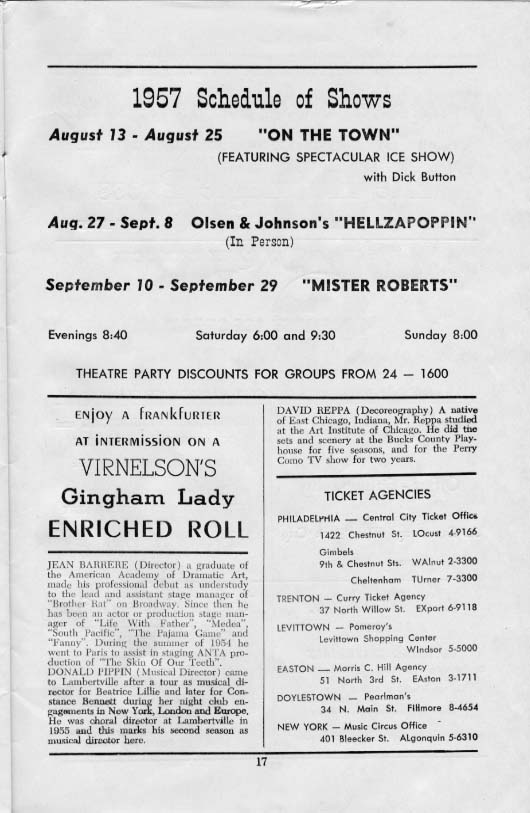 1957 Schedule of Shows
August 13 - August 25 "ON THE TOWN"
(FEATURING SPECTACULAR ICE SHOW)
with Dick Button
Aug. 27 - Sept. 8 Olsen & Johnson's "HELLZAPOPPIN'"
(In Person)
September 10 - September 29 "MISTER ROBERTS"
Evenings 8:40 Saturday 6:00 and 9:30 Sunday 8:00
THEATRE PARTY DISCOUNTS FOR GROUPS FROM 24 — 1600
ENjoy A fRANkfURTER
AT iNTERMISSiON ON A
VIRNELSON'S
Gingham Lady
ENRICHED ROLL
JEAN BARRERE (Director) a graduate of
the American Academy of Dramatic Art,
made his professional debut as understudy
to the lead and assistant stage manager of
"Brother Rat" on Broadway. Since then he
has been an actor or production stage man-
ager of "Life With Father", "Medea",
"South Pacific", "The Pajama Game" and
"Fanny". During the summer of 1954 he
went to Paris to assist in staging ANTA pro-
duction of "The Skin Of Our Teeth".
DONALD PIPPIN (Musical Director) came
to Lambertville after a tour as musical di-
rector for Beatrice Lillie and later for Con-
stance Bennett during her night club en-
gagements in New York, London and Europe.
He was choral director at Lambertville in
1955 and this marks his second season as
musical director here.
DAVID REPPA (Decoreography) A native
of East Chicago, Indiana, Mr. Reppa studied
at the Art Institute of Chicago. He did the
sets and scenery at the Bucks County Play-
house for five seasons, and for the Perry
Como TV show for two years.
TICKET AGENCIES
PHILADELPHIA — Central City Ticket Office
1422 Chestnut St. LOcust 4-9166
Gimbels
9th & Chestnut Sts. WAlnut 2-3300
Cheltenham TUrner 7-3300
TRENTON — Curry Ticket Agency
37 North Willow St. EXport 6-9118
LEVITTOWN — Pomeroy's
Levittown Shopping Center
WIndsor 5-5000
EASTON — Morris C. Hill Agency
51 North 3rd St. EAston 3-1711
DOYLESTOWN — Pearlman's
34 N. Main St. FIllmore 8-4654
NEW YORK — Music Circus Office
401 Bleecker St. ALgonquin 5-6310
17